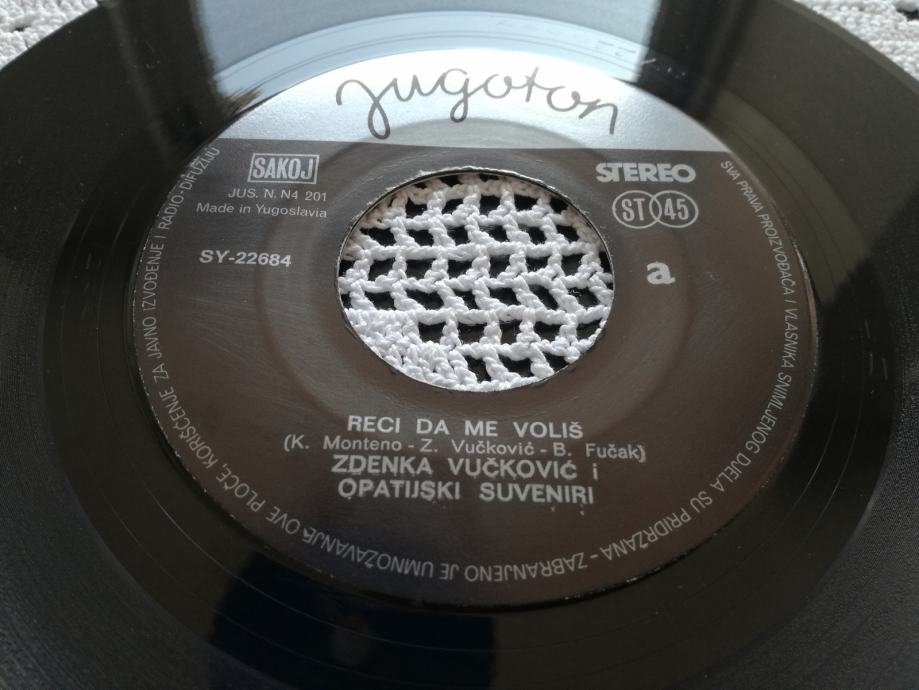 jugoton
SAKOJ
JUS. N. N4 201
Made in Yugoslavia
STEREO
ST 45
SY-22684
a
RECI DA ME VOLIŠ
(K. Monteno - Z. Vučković - B. Fučak)
ZDENKA VUČKOVIĆ i
OPATIJSKI SUVENIRI
SVA PRAVA PROIZVOĐAČA I VLASNIKA SNIMLJENOG DJELA SU PRIDRŽANA - ZABRANJENO JE UMNOŽAVANJE OVE PLOČE, KORIŠĆENJE ZA JAVNO IZVOĐENJE I RADIO-DIFUZIJU